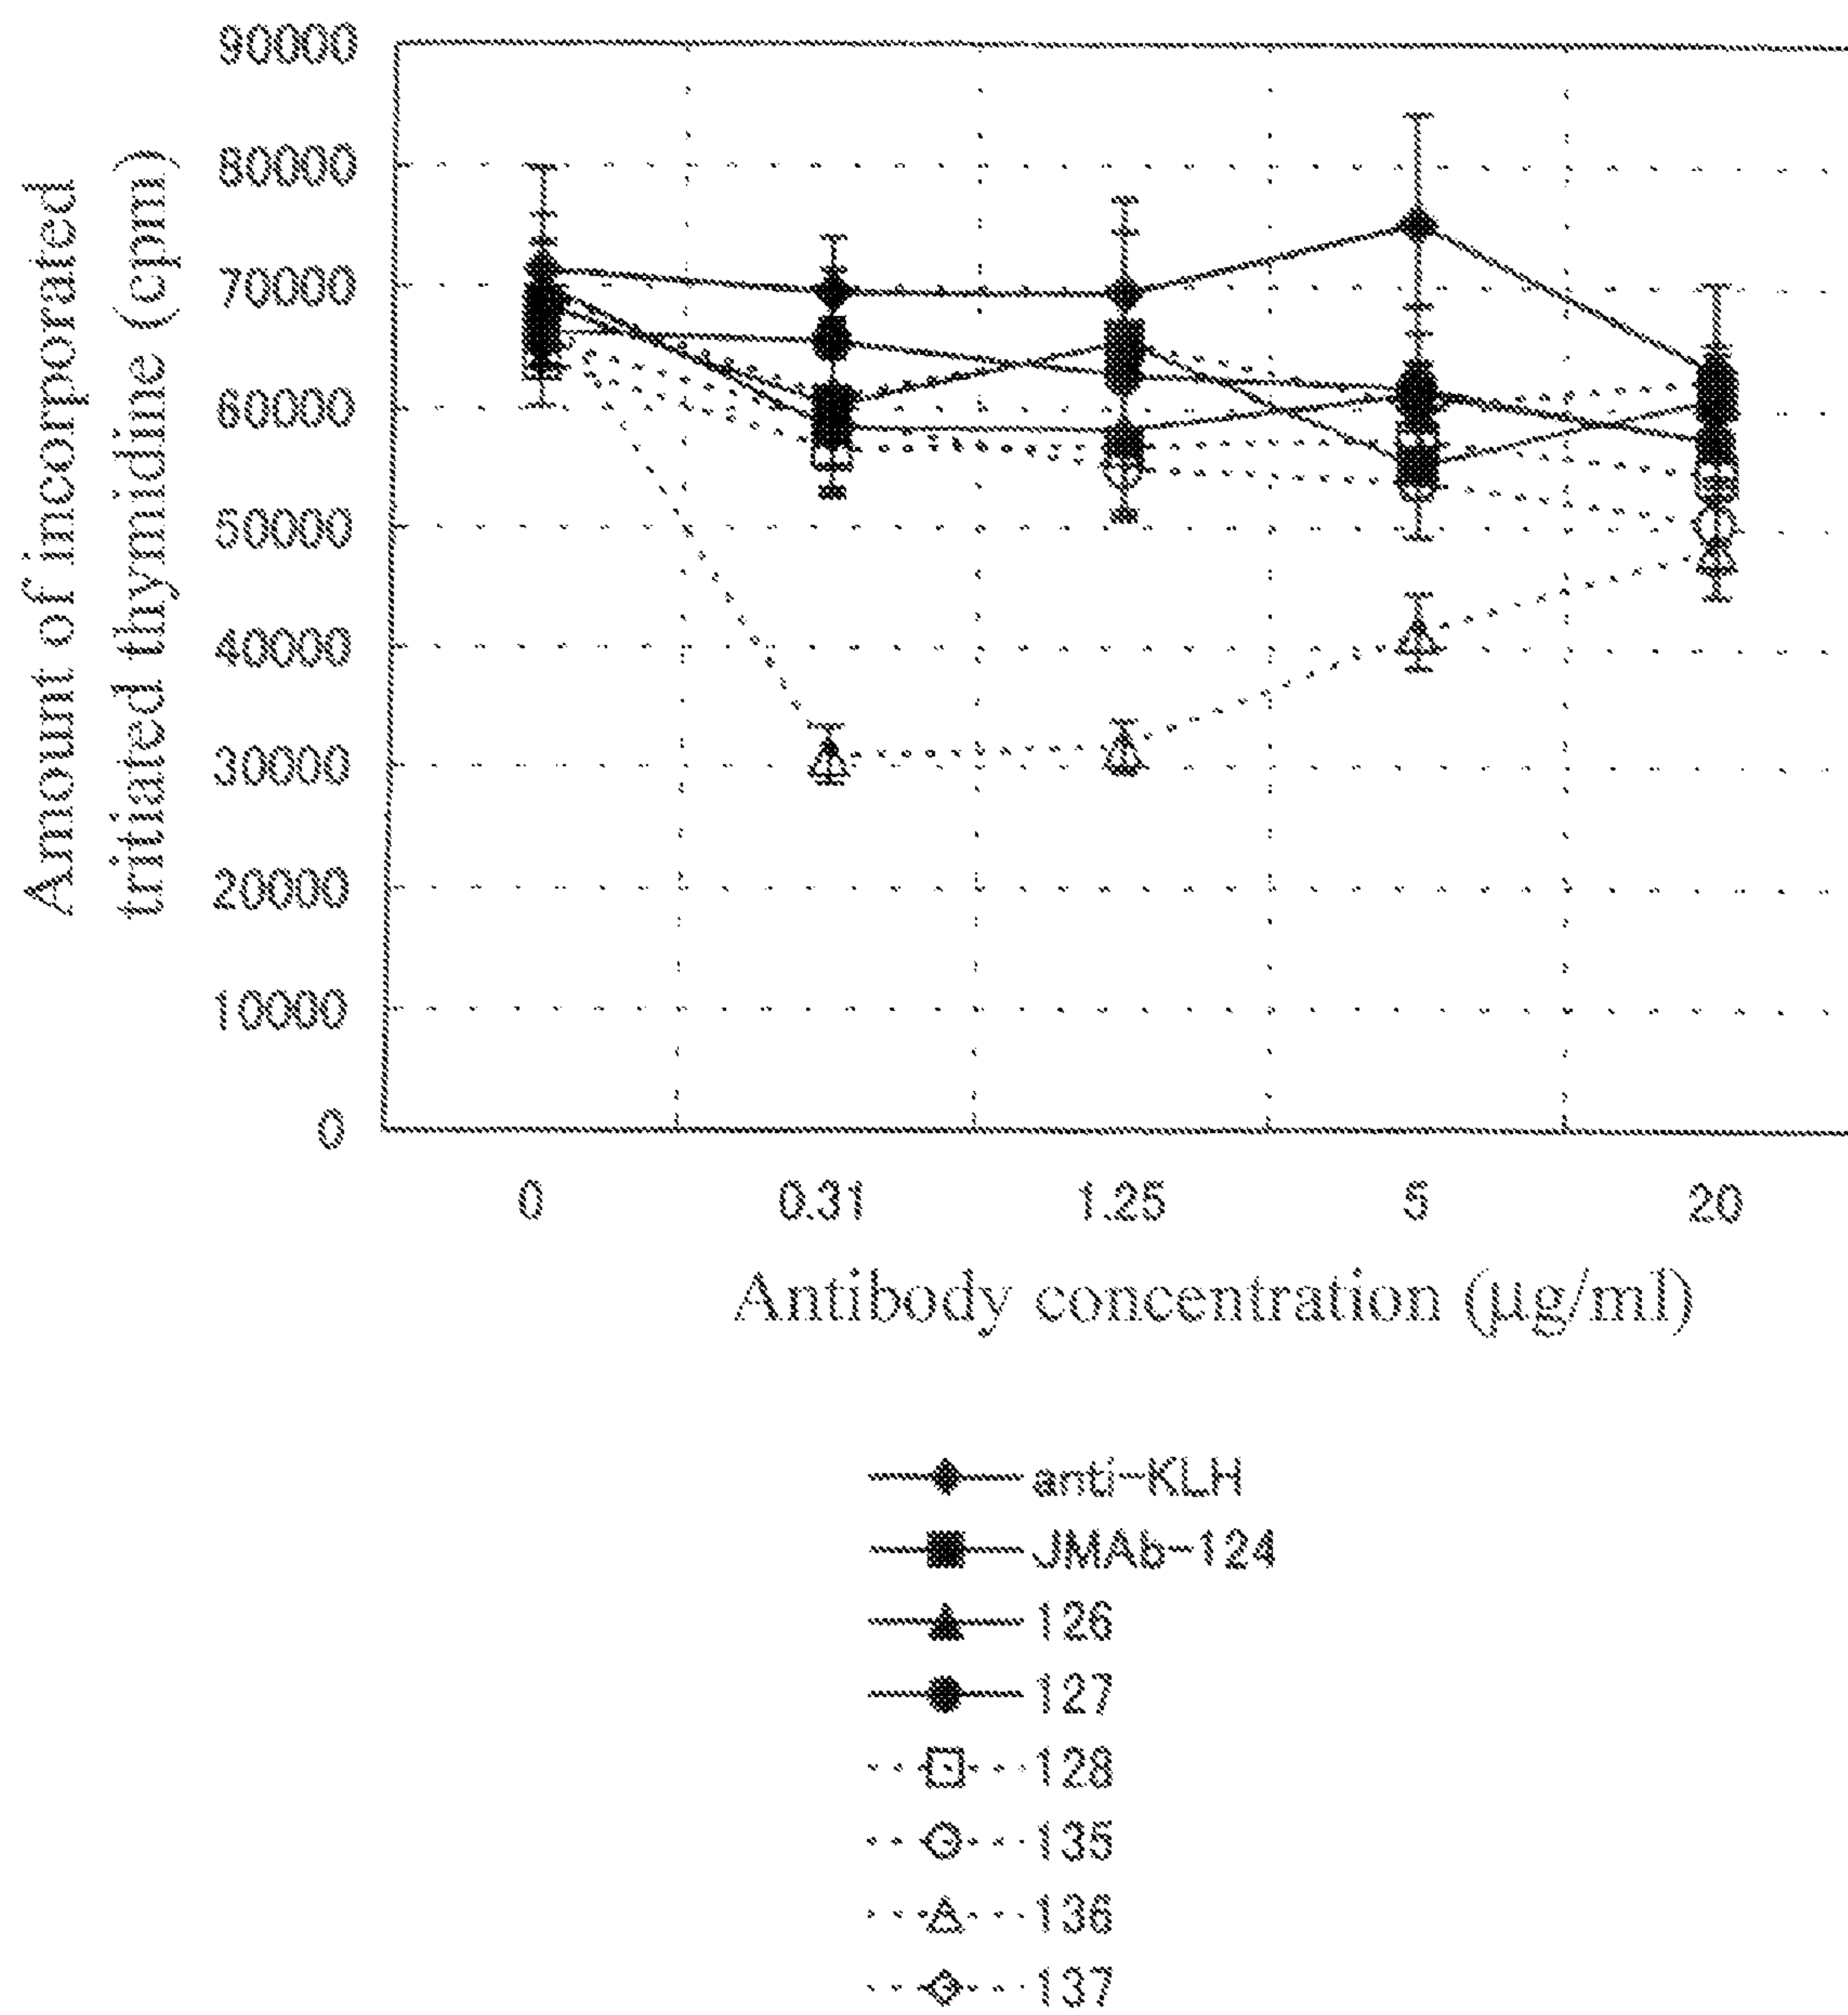 Amount of incorporated
tritiated thymidine (cpm)
90000
80000
70000
60000
50000
40000
30000
20000
10000
0
0 0.31 1.25 5 20
Antibody concentration (μg/ml)
anti-KLH
JMAb-124
126
127
128
135
136
137